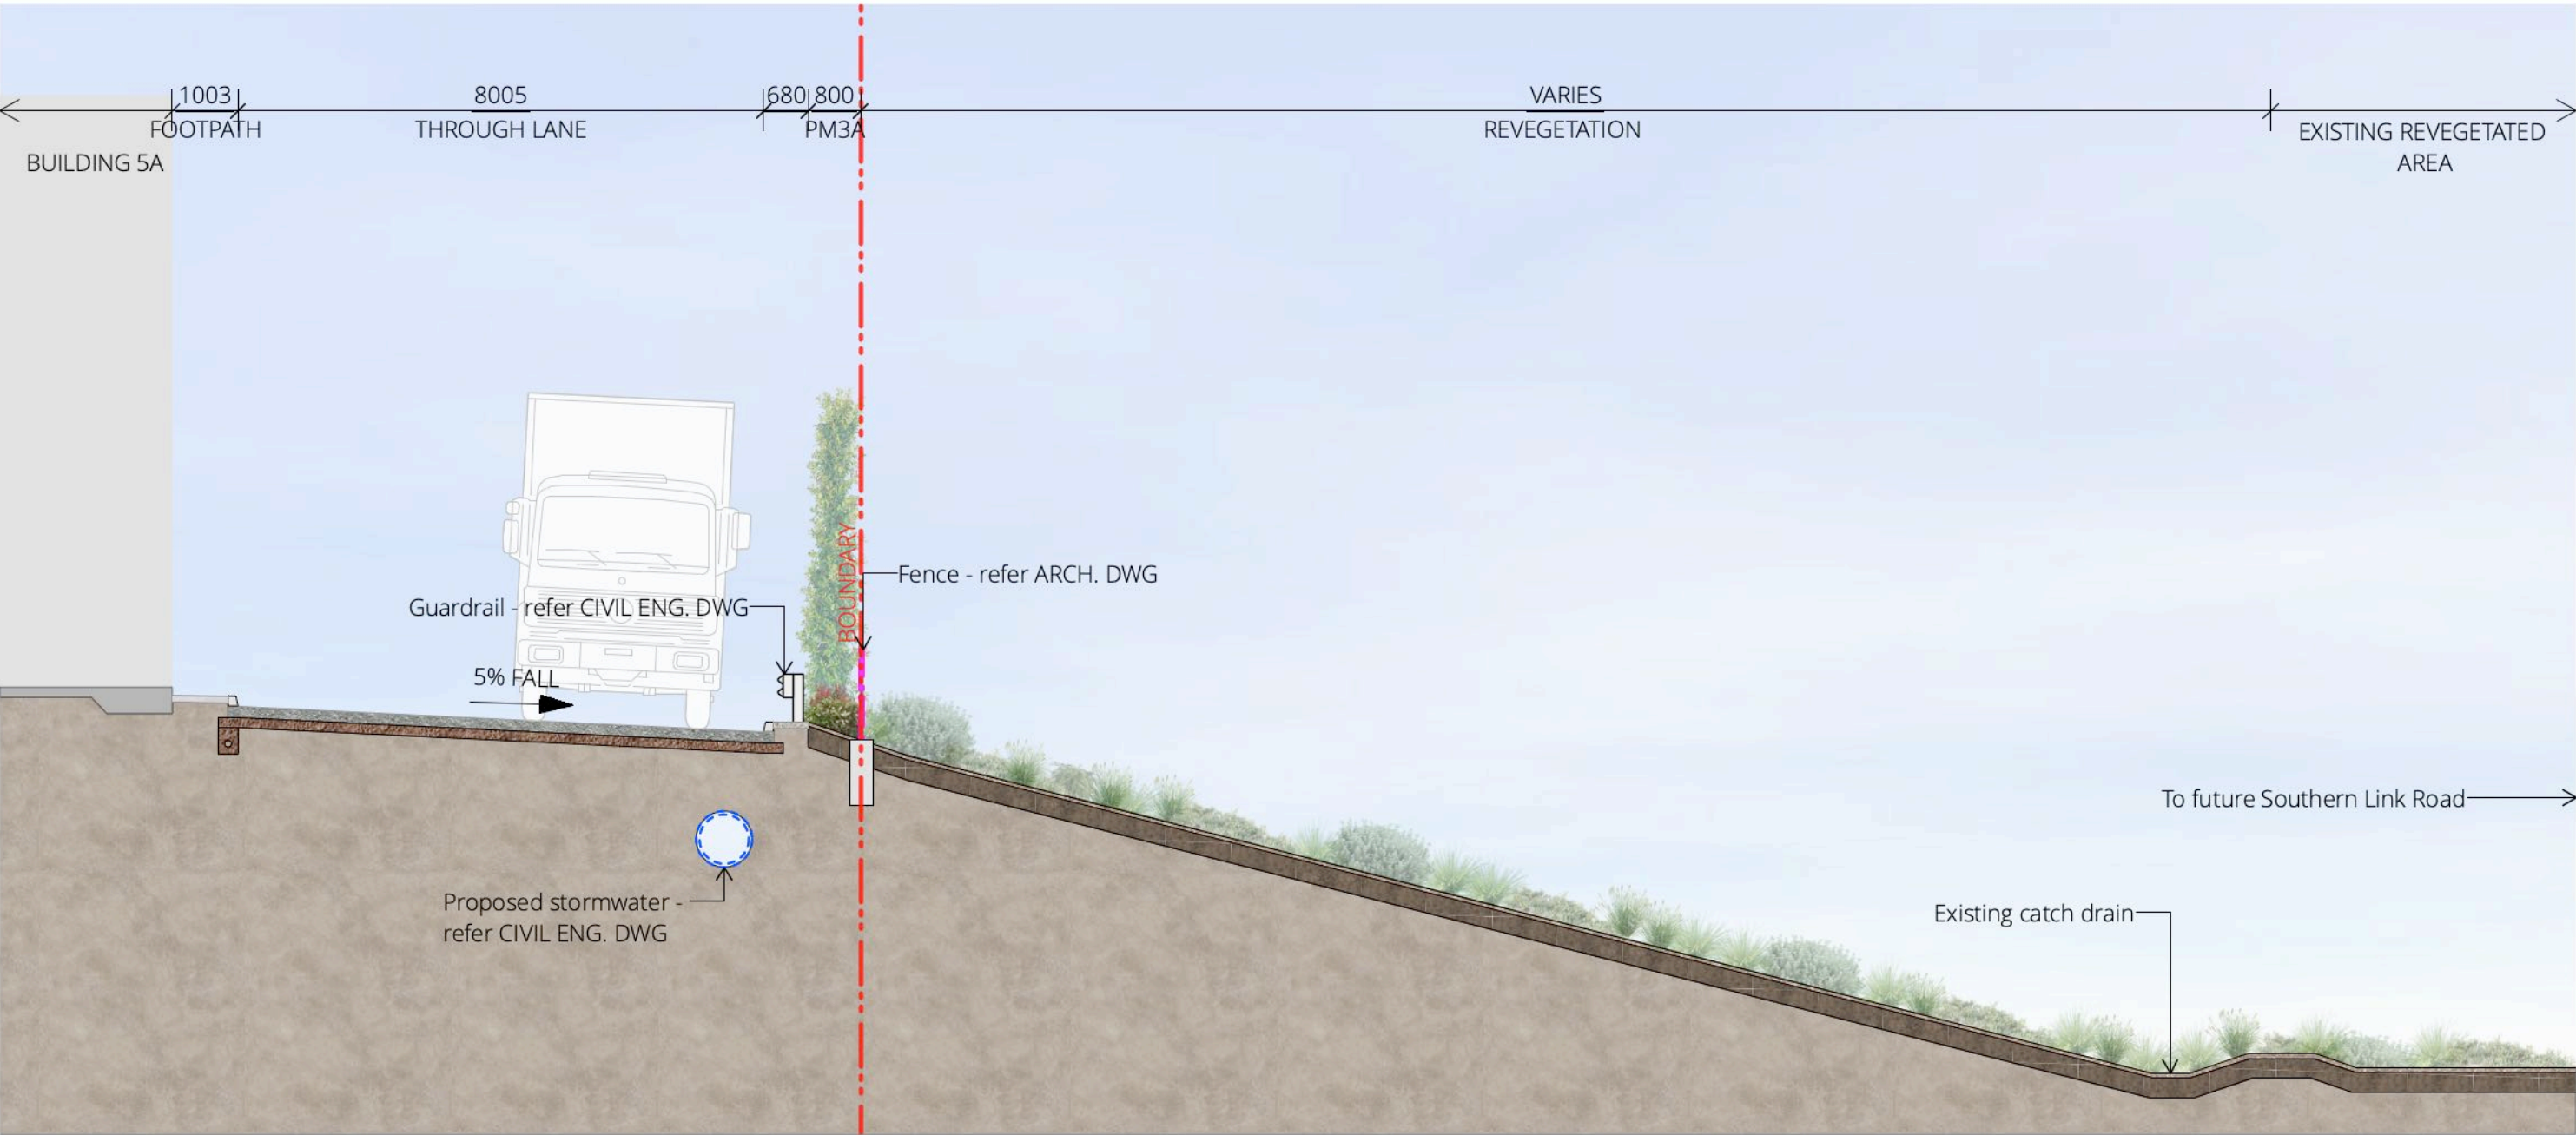 1003
8005
680
800
VARIES
FOOTPATH
THROUGH LANE
PM3A
REVEGETATION
EXISTING REVEGETATED
AREA
BUILDING 5A
BOUNDARY
Fence - refer ARCH. DWG
Guardrail - refer CIVIL ENG. DWG
5% FALL
To future Southern Link Road
Proposed stormwater -
refer CIVIL ENG. DWG
Existing catch drain